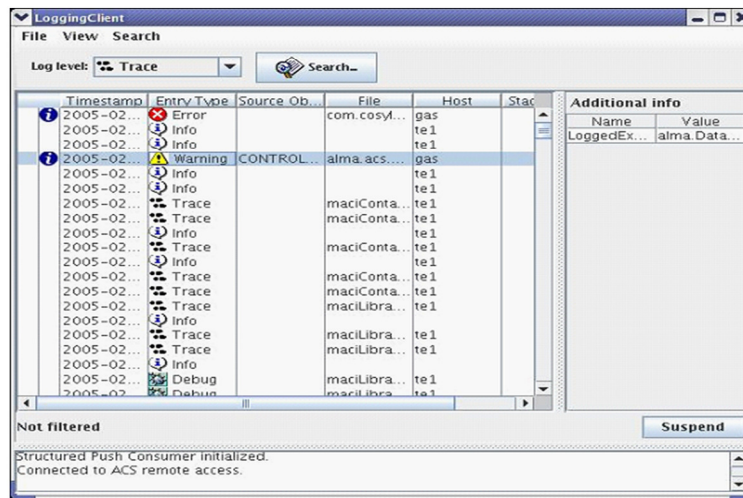 LoggingClient
File View Search
Log level: Trace Search...
Timestamp Entry Type Source Ob... File Host Stac
2005-02... Error com.cosyl... gas
2005-02... Info te1
2005-02... Info te1
2005-02... Warning CONTROL... alma.acs.... gas
2005-02... Info te1
2005-02... Info te1
2005-02... Trace maciConta... te1
2005-02... Trace maciConta... te1
2005-02... Info te1
2005-02... Trace maciConta... te1
2005-02... Info te1
2005-02... Trace maciConta... te1
2005-02... Trace maciConta... te1
2005-02... Trace maciLibra... te1
2005-02... Info te1
2005-02... Trace maciLibra... te1
2005-02... Trace maciLibra... te1
2005-02... Info te1
2005-02... Debug maciLibra... te1
2005-02... Debug maciLibra... te1
Additional info
Name Value
LoggedEx... alma.Data...
Not filtered Suspend
Structured Push Consumer initialized.
Connected to ACS remote access.